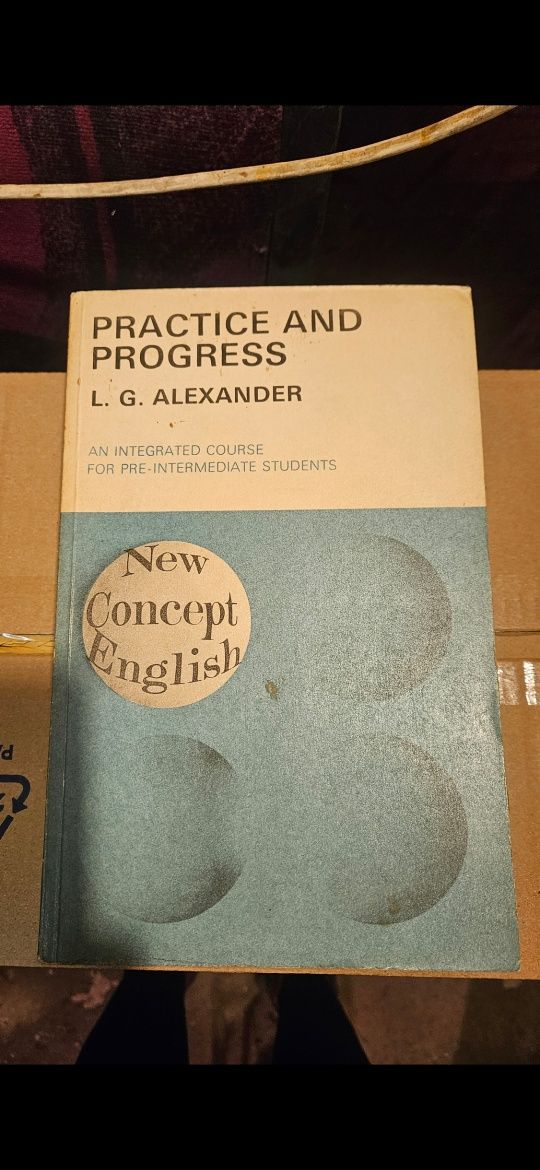 PRACTICE AND
PROGRESS
L. G. ALEXANDER
AN INTEGRATED COURSE
FOR PRE-INTERMEDIATE STUDENTS
New
Concept
English